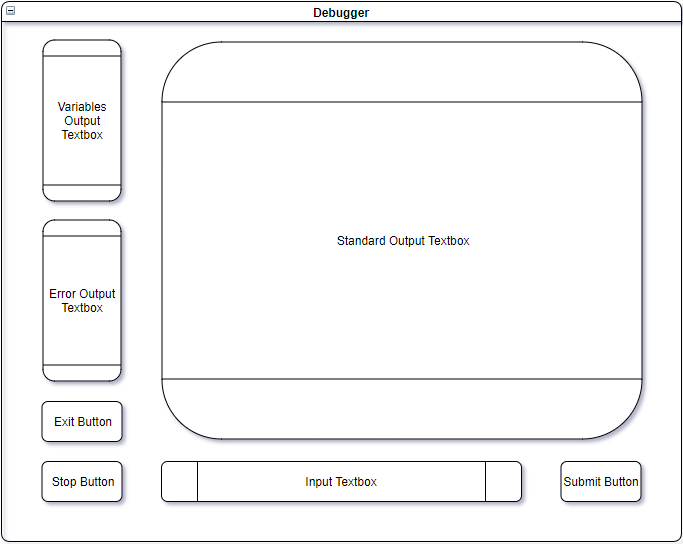 Debugger
Variables
Output
Textbox
Standard Output Textbox
Error Output
Textbox
Exit Button
Stop Button
Input Textbox
Submit Button